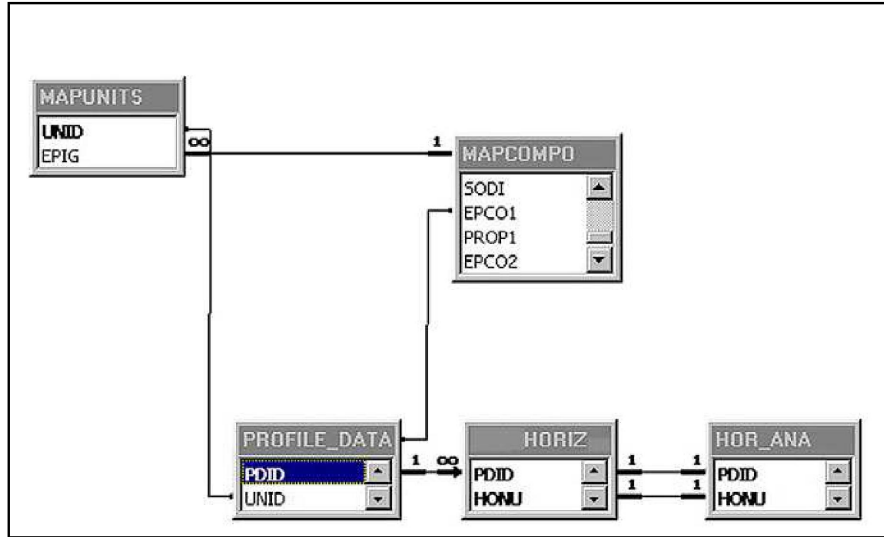 MAPUNITS
UNID
EPIG
∞
1
MAPCOMPO
SODI
EPCO1
PROP1
EPCO2
PROFILE_DATA
PDID
UNID
1 ∞
HORIZ
PDID
HONU
1 1
1 1
HOR_ANA
PDID
HONU